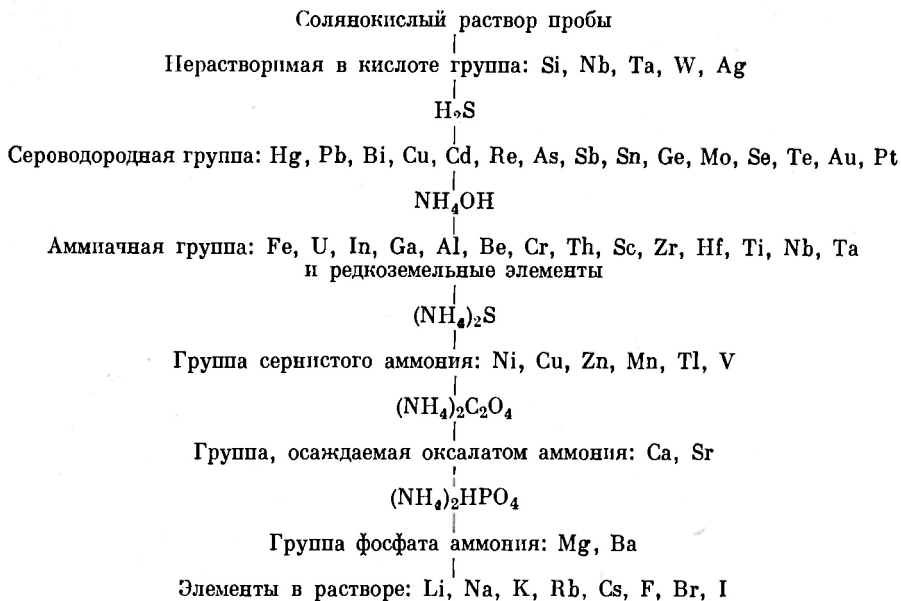 Солянокислый раствор пробы
Нерастворимая в кислоте группа: Si, Nb, Ta, W, Ag
H₂S
Сероводородная группа: Hg, Pb, Bi, Cu, Cd, Re, As, Sb, Sn, Ge, Mo, Se, Te, Au, Pt
NH₄OH
Аммиачная группа: Fe, U, In, Ga, Al, Be, Cr, Th, Sc, Zr, Hf, Ti, Nb, Ta
и редкоземельные элементы
(NH₄)₂S
Группа сернистого аммония: Ni, Cu, Zn, Mn, Tl, V
(NH₄)₂C₂O₄
Группа, осаждаемая оксалатом аммония: Ca, Sr
(NH₄)₂HPO₄
Группа фосфата аммония: Mg, Ba
Элементы в растворе: Li, Na, K, Rb, Cs, F, Br, I